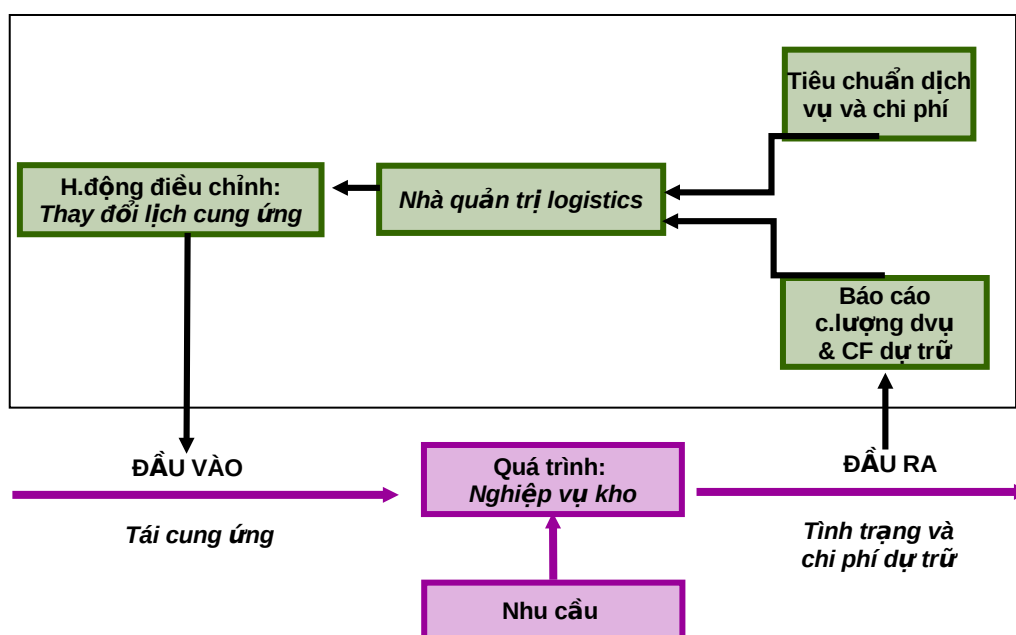 Tiêu chuẩn dịch
vụ và chi phí
H.động điều chỉnh:
Thay đổi lịch cung ứng
Nhà quản trị logistics
Báo cáo
c.lượng dvụ
& CF dự trữ
ĐẦU VÀO
Tái cung ứng
Quá trình:
Nghiệp vụ kho
ĐẦU RA
Tình trạng và
chi phí dự trữ
Nhu cầu